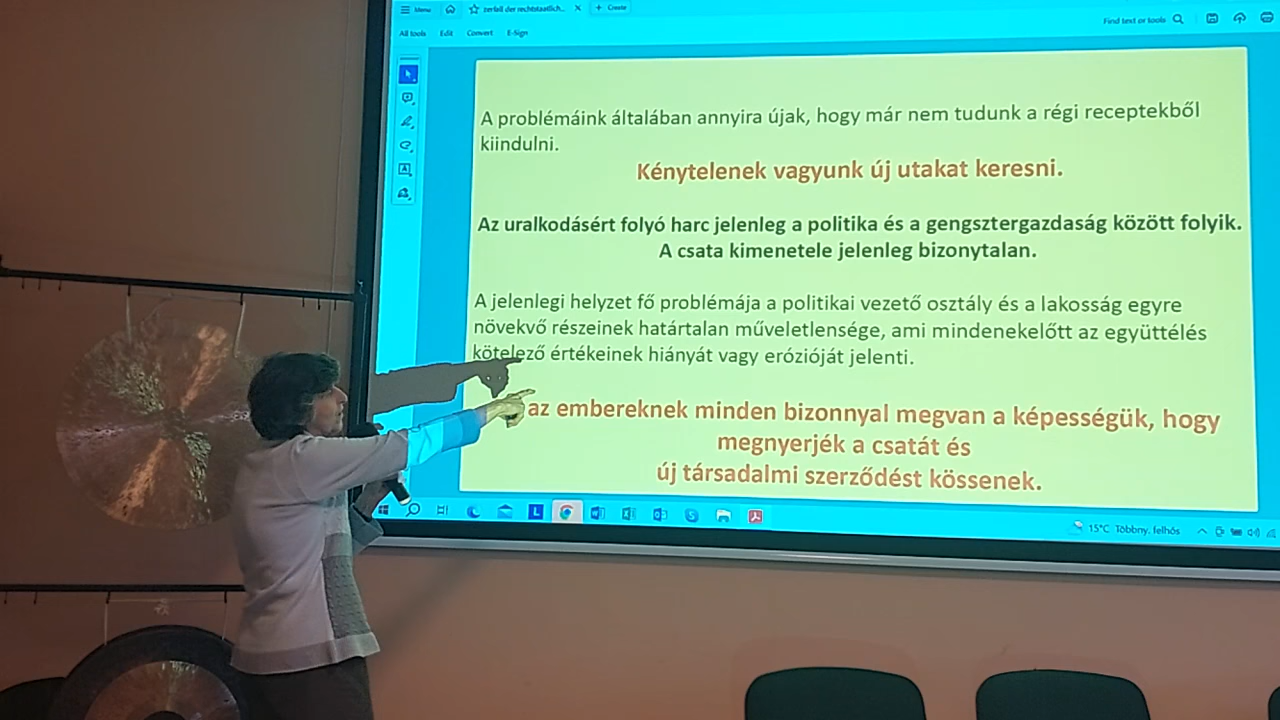 Menu
zerfall der rechtstaatlich...
+ Create
Find text or tools
All tools Edit Convert E-Sign
A problémáink általában annyira újak, hogy már nem tudunk a régi receptekből
kiindulni.
Kénytelenek vagyunk új utakat keresni.
Az uralkodásért folyó harc jelenleg a politika és a gengsztergazdaság között folyik.
A csata kimenetele jelenleg bizonytalan.
A jelenlegi helyzet fő problémája a politikai vezető osztály és a lakosság egyre
növekvő részeinek határtalan műveletlensége, ami mindenekelőtt az együttélés
kötelező értékeinek hiányát vagy erózióját jelenti.
az embereknek minden bizonnyal megvan a képességük, hogy
megnyerjék a csatát és
új társadalmi szerződést kössenek.
15°C Többny. felhős